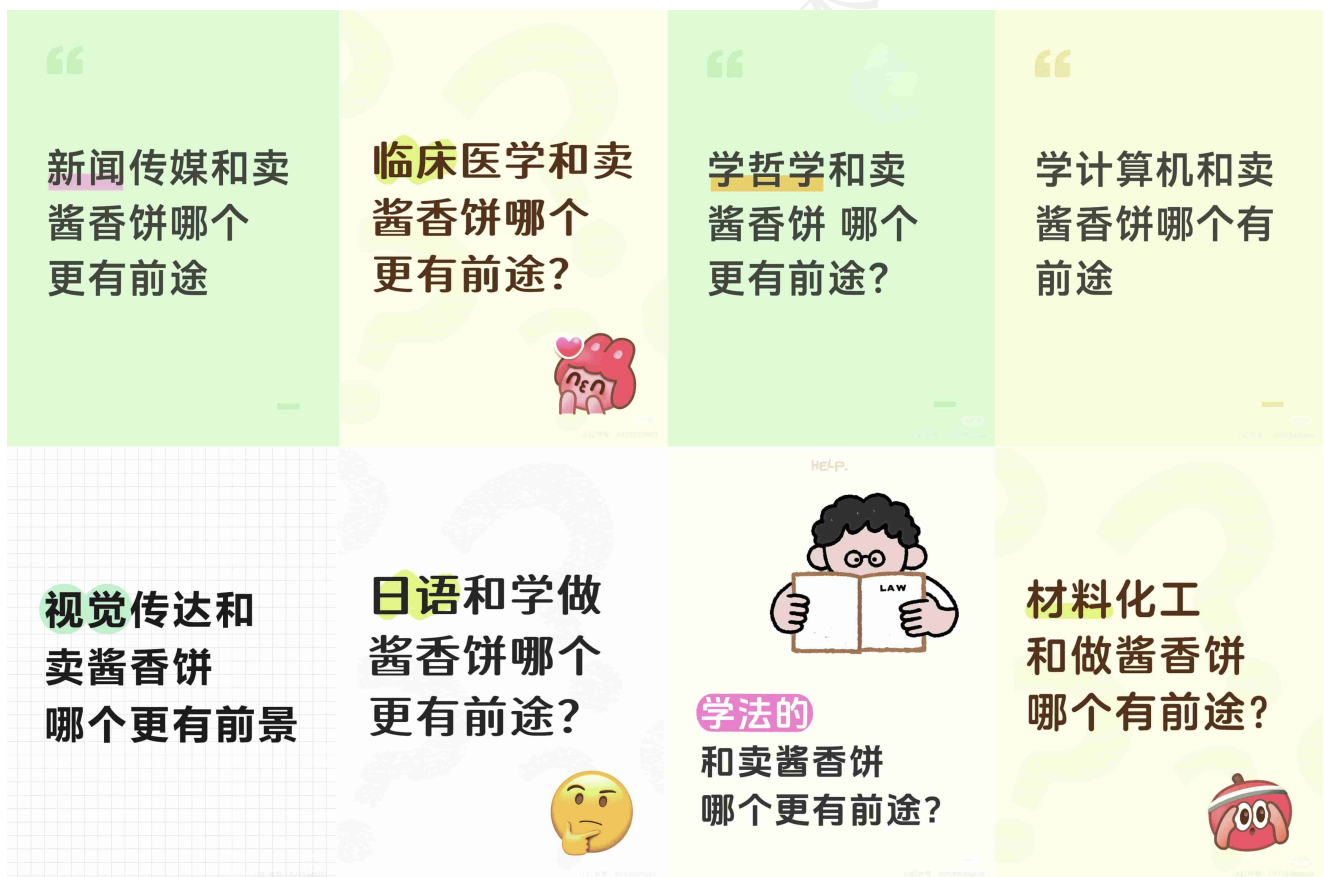 新闻传媒和卖
酱香饼哪个
更有前途
临床医学和卖
酱香饼哪个
更有前途？
学哲学和卖
酱香饼 哪个
更有前途？
学计算机和卖
酱香饼哪个有
前途
视觉传达和
卖酱香饼
哪个更有前景
日语和学做
酱香饼哪个
更有前途？
HELP.
LAW
学法的
和卖酱香饼
哪个更有前途？
材料化工
和做酱香饼
哪个有前途？